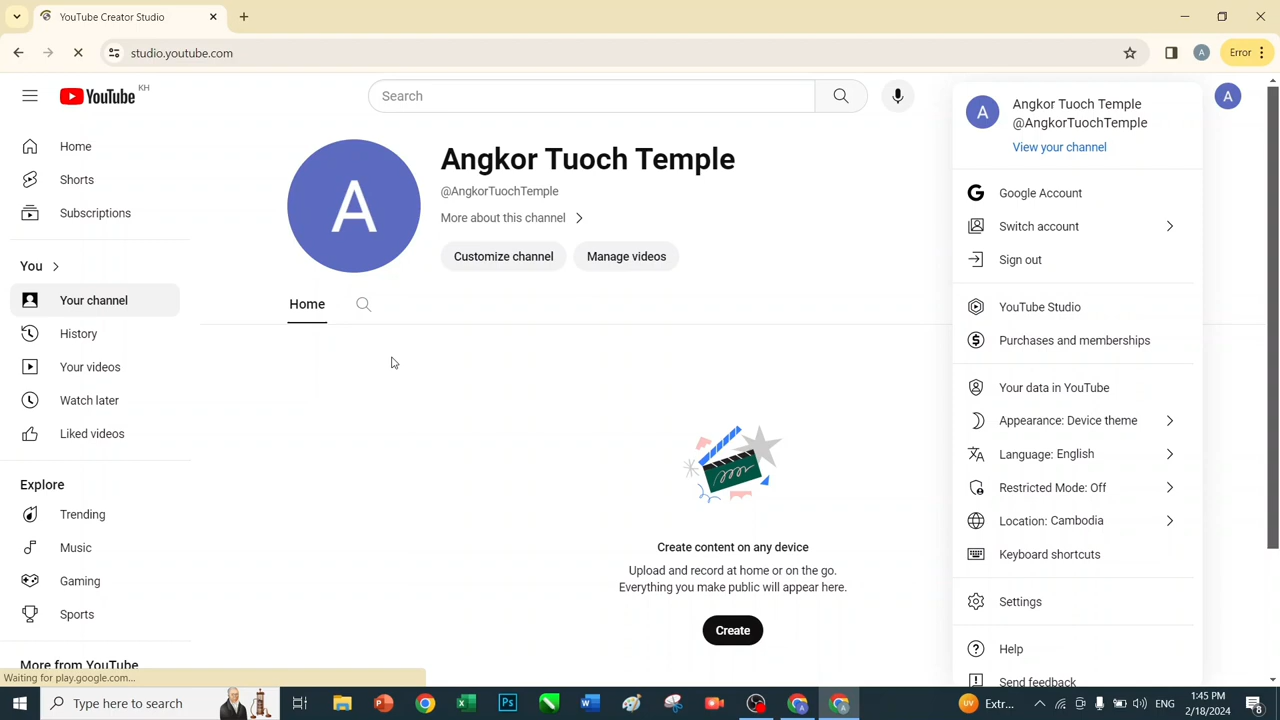 YouTube Creator Studio
studio.youtube.com
Error
YouTube KH
Search
A
Home
Shorts
Subscriptions
You
Your channel
History
Your videos
Watch later
Liked videos
Explore
Trending
Music
Gaming
Sports
More from YouTube
Waiting for play.google.com...
A
Angkor Tuoch Temple
@AngkorTuochTemple
More about this channel
Customize channel
Manage videos
Home
Create content on any device
Upload and record at home or on the go.
Everything you make public will appear here.
Create
A
Angkor Tuoch Temple
@AngkorTuochTemple
View your channel
Google Account
Switch account
Sign out
YouTube Studio
Purchases and memberships
Your data in YouTube
Appearance: Device theme
Language: English
Restricted Mode: Off
Location: Cambodia
Keyboard shortcuts
Settings
Help
Send feedback
A
Type here to search
Extr...
ENG
1:45 PM
2/18/2024
8